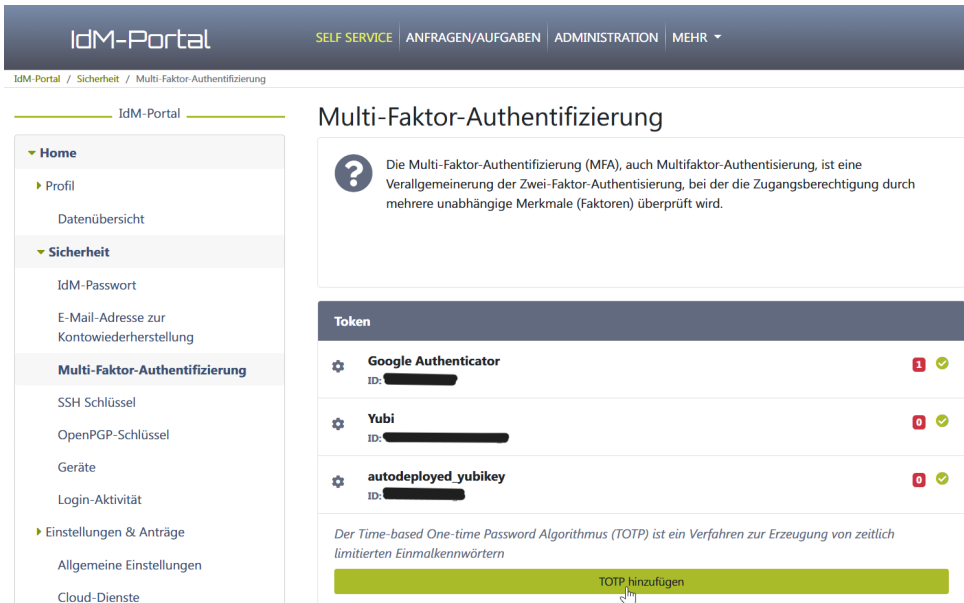 IdM-Portal
SELF SERVICE ANFRAGEN/AUFGABEN ADMINISTRATION MEHR
IdM-Portal / Sicherheit / Multi-Faktor-Authentifizierung
IdM-Portal
Home
Profil
Datenübersicht
Sicherheit
IdM-Passwort
E-Mail-Adresse zur
Kontowiederherstellung
Multi-Faktor-Authentifizierung
SSH Schlüssel
OpenPGP-Schlüssel
Geräte
Login-Aktivität
Einstellungen & Anträge
Allgemeine Einstellungen
Cloud-Dienste
Multi-Faktor-Authentifizierung
Die Multi-Faktor-Authentifizierung (MFA), auch Multifaktor-Authentisierung, ist eine
Verallgemeinerung der Zwei-Faktor-Authentisierung, bei der die Zugangsberechtigung durch
mehrere unabhängige Merkmale (Faktoren) überprüft wird.
Token
Google Authenticator 1
ID:
Yubi 0
ID:
autodeployed_yubikey 0
ID:
Der Time-based One-time Password Algorithmus (TOTP) ist ein Verfahren zur Erzeugung von zeitlich
limitierten Einmalkennwörtern
TOTP hinzufügen